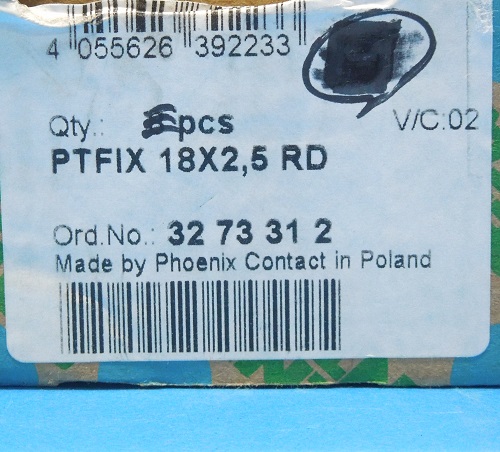 4 055626 392233
Qty.: pcs
V/C:02
PTFIX 18X2,5 RD
Ord.No.: 32 73 31 2
Made by Phoenix Contact in Poland